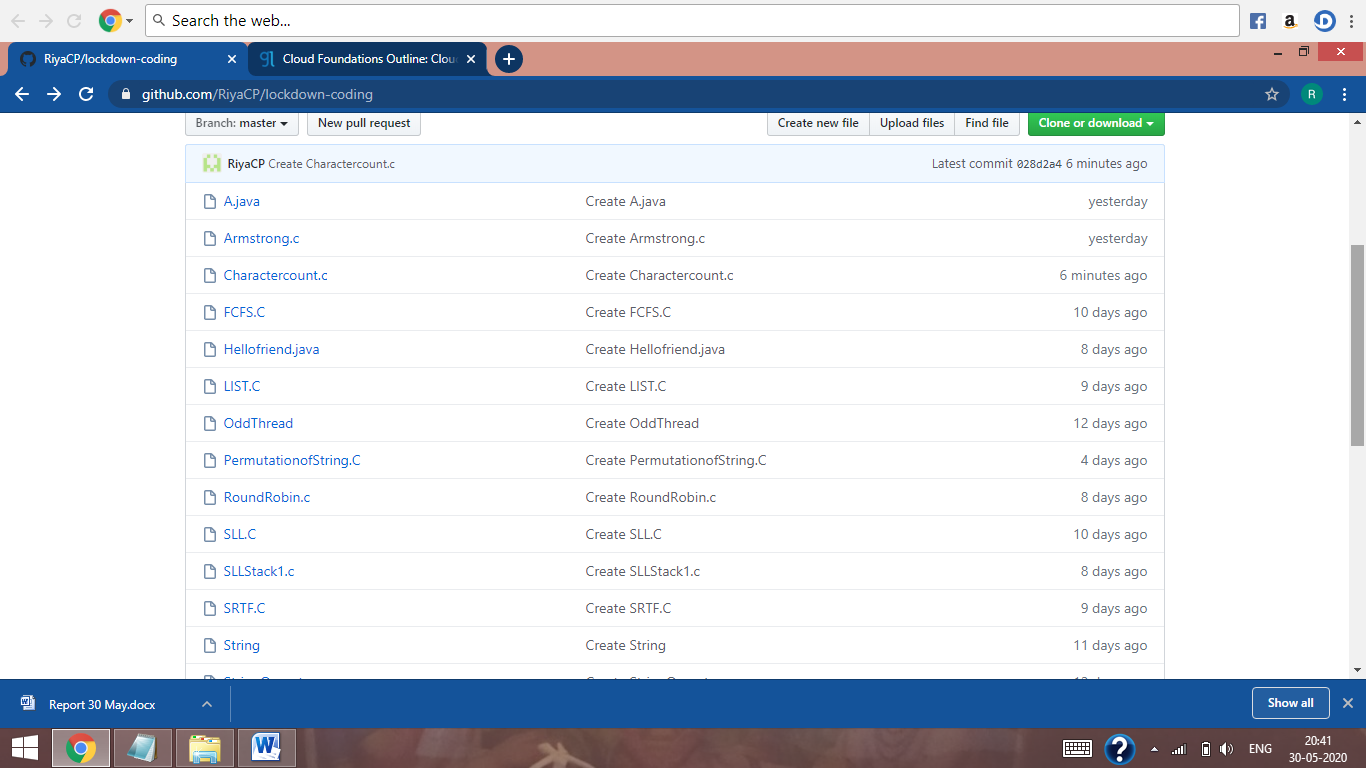 Search the web...
RiyaCP/lockdown-coding
Cloud Foundations Outline: Clou
github.com/RiyaCP/lockdown-coding
R
Branch: master
New pull request
Create new file
Upload files
Find file
Clone or download
RiyaCP Create Charactercount.c Latest commit 028d2a4 6 minutes ago
A.java Create A.java yesterday
Armstrong.c Create Armstrong.c yesterday
Charactercount.c Create Charactercount.c 6 minutes ago
FCFS.C Create FCFS.C 10 days ago
Hellofriend.java Create Hellofriend.java 8 days ago
LIST.C Create LIST.C 9 days ago
OddThread Create OddThread 12 days ago
PermutationofString.C Create PermutationofString.C 4 days ago
RoundRobin.c Create RoundRobin.c 8 days ago
SLL.C Create SLL.C 10 days ago
SLLStack1.c Create SLLStack1.c 8 days ago
SRTF.C Create SRTF.C 9 days ago
String Create String 11 days ago
Report 30 May.docx
Show all
ENG
20:41
30-05-2020